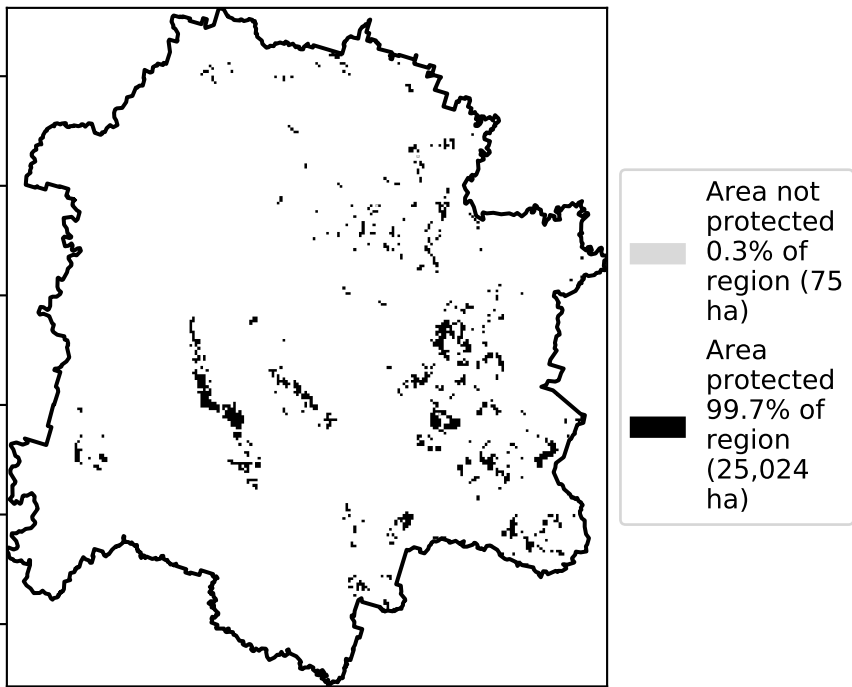 Area not
protected
0.3% of
region (75
ha)
Area
protected
99.7% of
region
(25,024
ha)